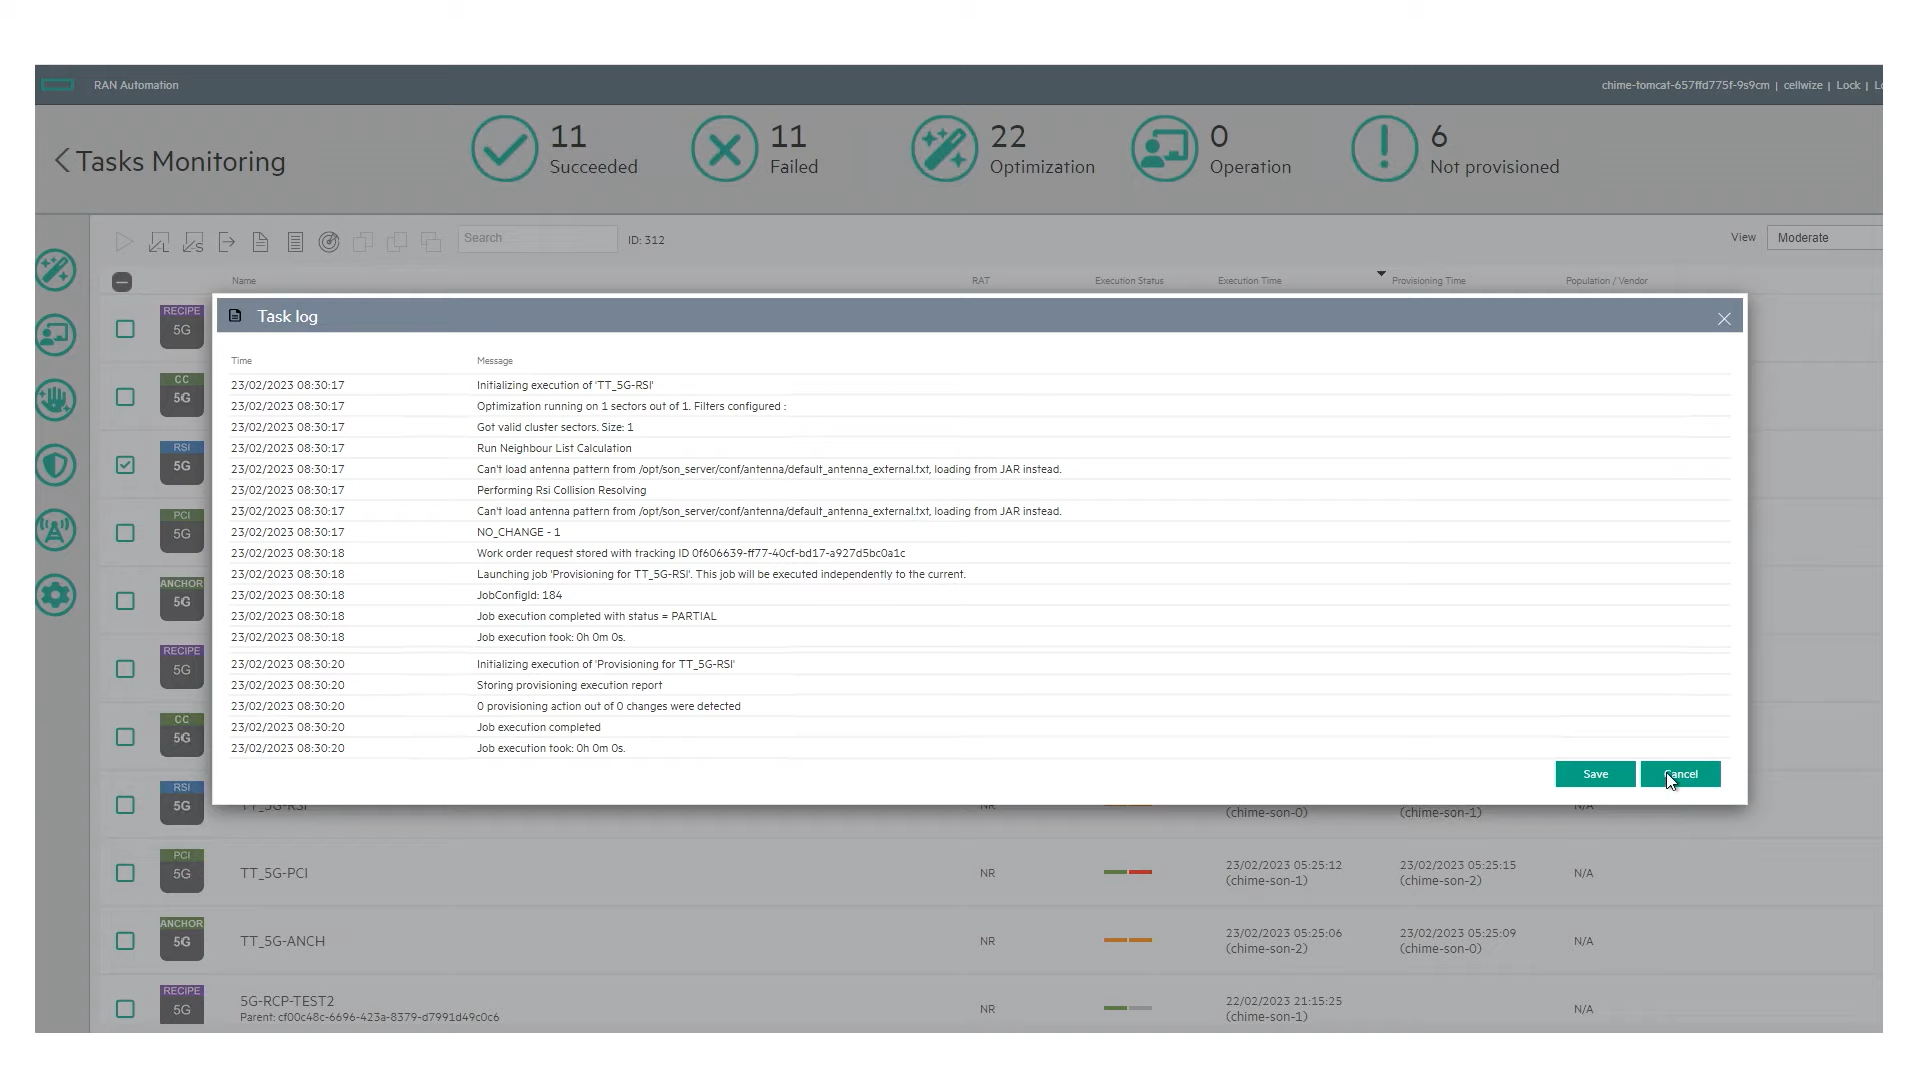 RAN Automation
chime-tomcat-657ffd775f-9s9cm | cellwize | Lock |
Tasks Monitoring
11 Succeeded
11 Failed
22 Optimization
0 Operation
6 Not provisioned
Search
ID: 312
View
Moderate
Name RAT Execution Status Execution Time Provisioning Time Population / Vendor
RECIPE
5G
CC
5G
RSI
5G
PCI
5G
ANCHOR
5G
RECIPE
5G
CC
5G
Task log
Time Message
23/02/2023 08:30:17 Initializing execution of 'TT_5G-RSI'
23/02/2023 08:30:17 Optimization running on 1 sectors out of 1. Filters configured :
23/02/2023 08:30:17 Got valid cluster sectors. Size: 1
23/02/2023 08:30:17 Run Neighbour List Calculation
23/02/2023 08:30:17 Can't load antenna pattern from /opt/son_server/conf/antenna/default_antenna_external.txt, loading from JAR instead.
23/02/2023 08:30:17 Performing Rsi Collision Resolving
23/02/2023 08:30:17 Can't load antenna pattern from /opt/son_server/conf/antenna/default_antenna_external.txt, loading from JAR instead.
23/02/2023 08:30:17 NO_CHANGE - 1
23/02/2023 08:30:18 Work order request stored with tracking ID 0f606639-ff77-40cf-bd17-a927d5bc0a1c
23/02/2023 08:30:18 Launching job 'Provisioning for TT_5G-RSI'. This job will be executed independently to the current.
23/02/2023 08:30:18 JobConfigId: 184
23/02/2023 08:30:18 Job execution completed with status = PARTIAL
23/02/2023 08:30:18 Job execution took: 0h 0m 0s.
23/02/2023 08:30:20 Initializing execution of 'Provisioning for TT_5G-RSI'
23/02/2023 08:30:20 Storing provisioning execution report
23/02/2023 08:30:20 0 provisioning action out of 0 changes were detected
23/02/2023 08:30:20 Job execution completed
23/02/2023 08:30:20 Job execution took: 0h 0m 0s.
Save Cancel
RSI
5G TT_5G-RSI NR (chime-son-0) (chime-son-1) N/A
PCI
5G TT_5G-PCI NR 23/02/2023 05:25:12 (chime-son-1) 23/02/2023 05:25:15 (chime-son-2) N/A
ANCHOR
5G TT_5G-ANCH NR 23/02/2023 05:25:06 (chime-son-2) 23/02/2023 05:25:09 (chime-son-0) N/A
RECIPE
5G 5G-RCP-TEST2 NR 22/02/2023 21:15:25 (chime-son-1) N/A
Parent: cf00c48c-6696-423a-8379-d7991d49c0c6